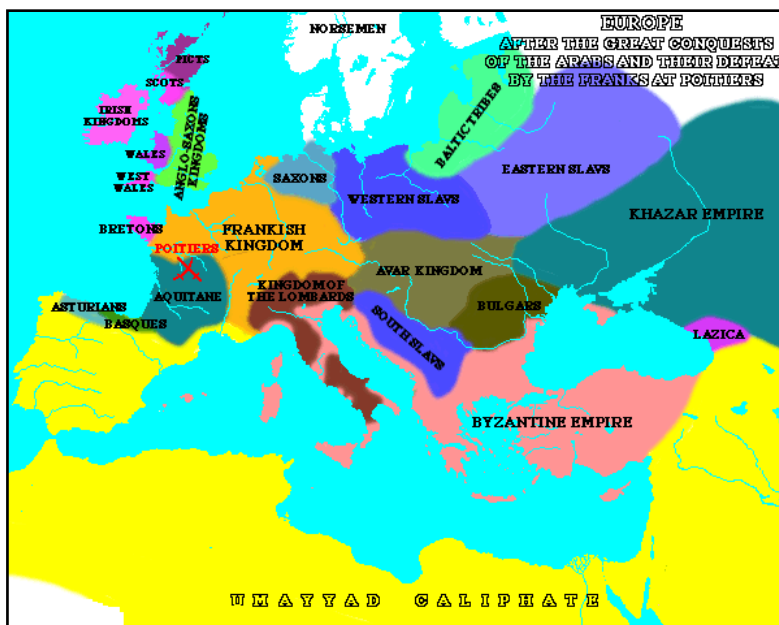 EUROPE
AFTER THE GREAT CONQUESTS
OF THE ARABS AND THEIR DEFEAT
BY THE FRANKS AT POITIERS
NORSEMEN
PICTS
SCOTS
IRISH
KINGDOMS
ANGLO-SAXONS
KINGDOMS
WALES
WEST
WALES
BALTIC TRIBES
EASTERN SLAVS
SAXONS
WESTERN SLAVS
KHAZAR EMPIRE
BRETONS
FRANKISH
KINGDOM
POITIERS
AVAR KINGDOM
KINGDOM OF
THE LOMBARDS
AQUITANE
ASTURIANS
BASQUES
BULGARS
SOUTH SLAVS
LAZICA
BYZANTINE EMPIRE
UMAYYAD CALIPHATE